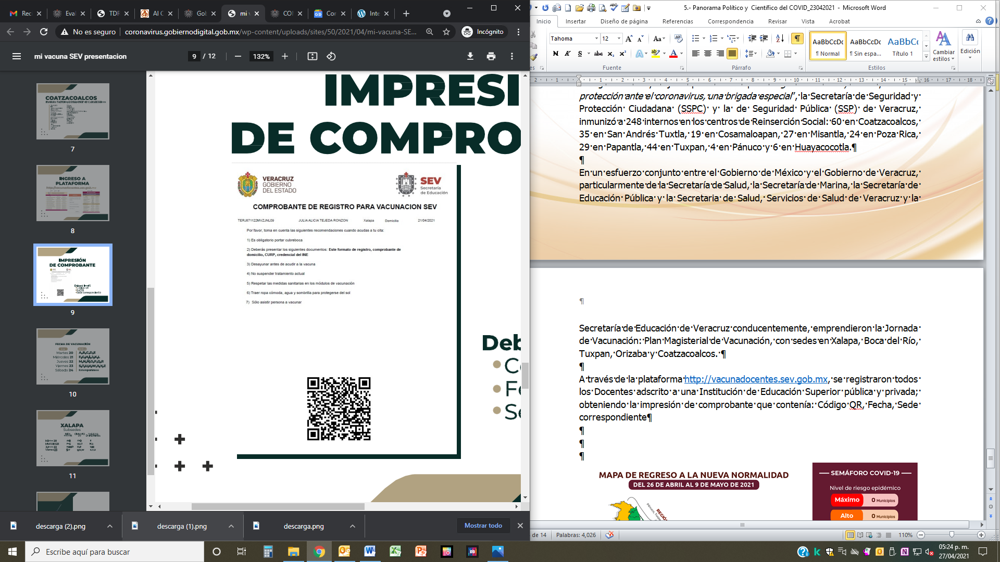 Rec
Eval
TDR
AI C
Gob
mi v
COI
Cor
Inte
No es seguro
coronavirus.gobiernodigital.gob.mx/wp-content/uploads/sites/50/2021/04/mi-vacuna-SE...
Incógnito
mi vacuna SEV presentacion
9 / 12
132%
COATZACOALCOS
7
INGRESO A
PLATAFORMA
8
IMPRESIÓN
DE COMPROBANTE
9
FECHA DE VACUNACIÓN
Martes 20 A,B,C,D,E
Miércoles 21 F,G,H,I,J,K,L
Jueves 22 M,N,Ñ,O,P,Q,R
Viernes 23 S,T,U,V,W,X,Y,Z
Sábado 24
10
XALAPA
Subsedes
11
IMPRESI
DE COMPRO
VERACRUZ
GOBIERNO
DEL ESTADO
SEV
Secretaría
de Educación
COMPROBANTE DE REGISTRO PARA VACUNACION SEV
TERJ871122MVZJNL09 JULIA ALICIA TEJEDA RONZON Xalapa Domicilio 21/04/2021
Por favor, toma en cuenta las siguientes recomendaciones cuando acudas a tu cita:
1) Es obligatorio portar cubreboca
2) Deberás presentar los siguientes documentos: Este formato de registro, comprobante de
domicilio, CURP, credencial del INE
3) Desayunar antes de acudir a la vacuna
4) No suspender tratamiento actual
5) Respetar las medidas sanitarias en los módulos de vacunación
6) Traer ropa cómoda, agua y sombrilla para protegerse del sol
7) Sólo asistir persona a vacunar
Deb
Co
Fe
Se
descarga (2).png
descarga (1).png
descarga.png
Mostrar todo
5.- Panorama Político y Científico del COVID_23042021 - Microsoft Word
Inicio
Insertar
Diseño de página
Referencias
Correspondencia
Revisar
Vista
Acrobat
Tahoma
12
AaBbCcDc
¶ Normal
AaBbCcDc
¶ Sin espa...
AaBbCc
Título 1
Cambiar
estilos
Edición
Fuente
Párrafo
Estilos
protección ante el coronavirus, una brigada especial", la Secretaría de Seguridad y
Protección Ciudadana (SSPC) y la de Seguridad Pública (SSP) de Veracruz,
inmunizó a 248 internos en los centros de Reinserción Social: 60 en Coatzacoalcos,
35 en San Andrés Tuxtla, 19 en Cosamaloapan, 27 en Misantla, 24 en Poza Rica,
29 en Papantla, 44 en Tuxpan, 4 en Pánuco y 6 en Huayacocotla.¶
¶
En un esfuerzo conjunto entre el Gobierno de México y el Gobierno de Veracruz,
particularmente de la Secretaría de Salud, la Secretaría de Marina, la Secretaría de
Educación Pública y la Secretaria de Salud, Servicios de Salud de Veracruz y la
¶
Secretaría de Educación de Veracruz conducentemente, emprendieron la Jornada
de Vacunación: Plan Magisterial de Vacunación, con sedes en Xalapa, Boca del Río,
Tuxpan, Orizaba y Coatzacoalcos. ¶
¶
A través de la plataforma http://vacunadocentes.sev.gob.mx, se registraron todos
los Docentes adscrito a una Institución de Educación Superior pública y privada;
obteniendo la impresión de comprobante que contenía: Código QR, Fecha, Sede
correspondiente¶
¶
¶
¶
MAPA DE REGRESO A LA NUEVA NORMALIDAD
DEL 26 DE ABRIL AL 9 DE MAYO DE 2021
SEMÁFORO COVID-19
Nivel de riesgo epidémico
Máximo 0 Municipios
Alto 0 Municipios
de 14
Palabras: 4,026
110%
Escribe aquí para buscar
05:24 p. m.
27/04/2021